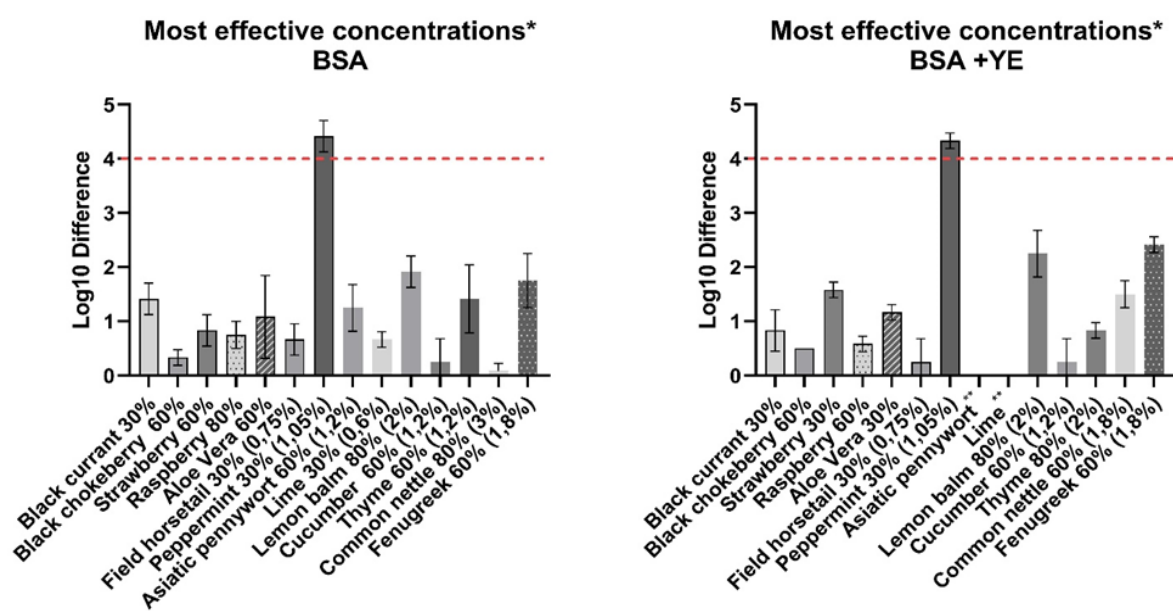 Most effective concentrations*
BSA
Log10 Difference
5
4
3
2
1
0
Black currant 30%
Black chokeberry  60%
Strawberry 60%
Raspberry 80%
Aloe Vera 60%
Field horsetail 30% (0,75%)
Peppermint 30% (1,05%)
Asiatic pennywort 60% (1,2%)
Lime 30% (0,6%)
Lemon balm 80% (2%)
Cucumber  60% (1,2%)
Thyme 60% (1,2%)
Common nettle 80% (3%)
Fenugreek 60% (1,8%)
Most effective concentrations*
BSA +YE
Log10 Difference
5
4
3
2
1
0
Black currant 30%
Black chokeberry 60%
Strawberry 30%
Raspberry 60%
Aloe Vera 30%
Field horsetail 30% (0,75%)
Peppermint 30% (1,05%)
Asiatic pennywort **
Lime **
Lemon balm 80% (2%)
Cucumber 60% (1,2%)
Thyme 80% (2%)
Common nettle 60% (1,8%)
Fenugreek 60% (1,8%)